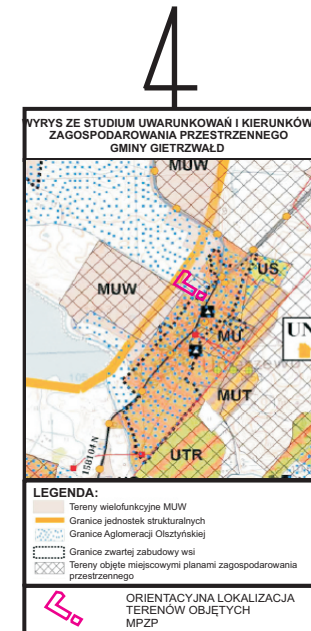 WYRYS ZE STUDIUM UWARUNKOWAŃ I KIERUNKÓW
ZAGOSPODAROWANIA PRZESTRZENNEGO
GMINY GIETRZWAŁD
MUW
US
MUW
UN
MU
MUT
158104 N
UTR
LEGENDA:
Tereny wielofunkcyjne MUW
Granice jednostek strukturalnych
Granice Aglomeracji Olsztyńskiej
Granice zwartej zabudowy wsi
Tereny objęte miejscowymi planami zagospodarowania
przestrzennego
ORIENTACYJNA LOKALIZACJA
TERENÓW OBJĘTYCH
MPZP